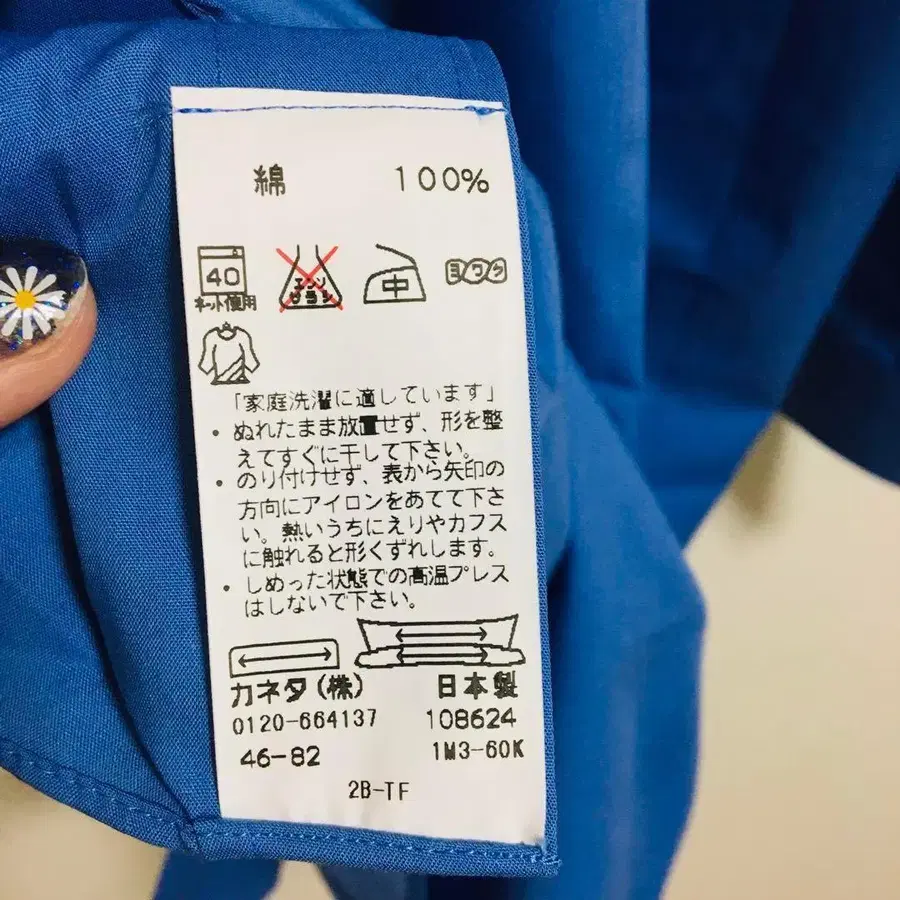 綿 100%
40 エンソ サラシ 中 ヨワク
ネット使用
「家庭洗濯に適しています」
・ぬれたまま放置せず、形を整
えてすぐに干して下さい。
・のり付けせず、表から矢印の
方向にアイロンをあてて下さ
い。熱いうちにえりやカフス
に触れると形くずれします。
・しめった状態での高温プレス
はしないで下さい。
カネタ(株) 日本製
0120-664137 108624
46-82 1M3-60K
2B-TF